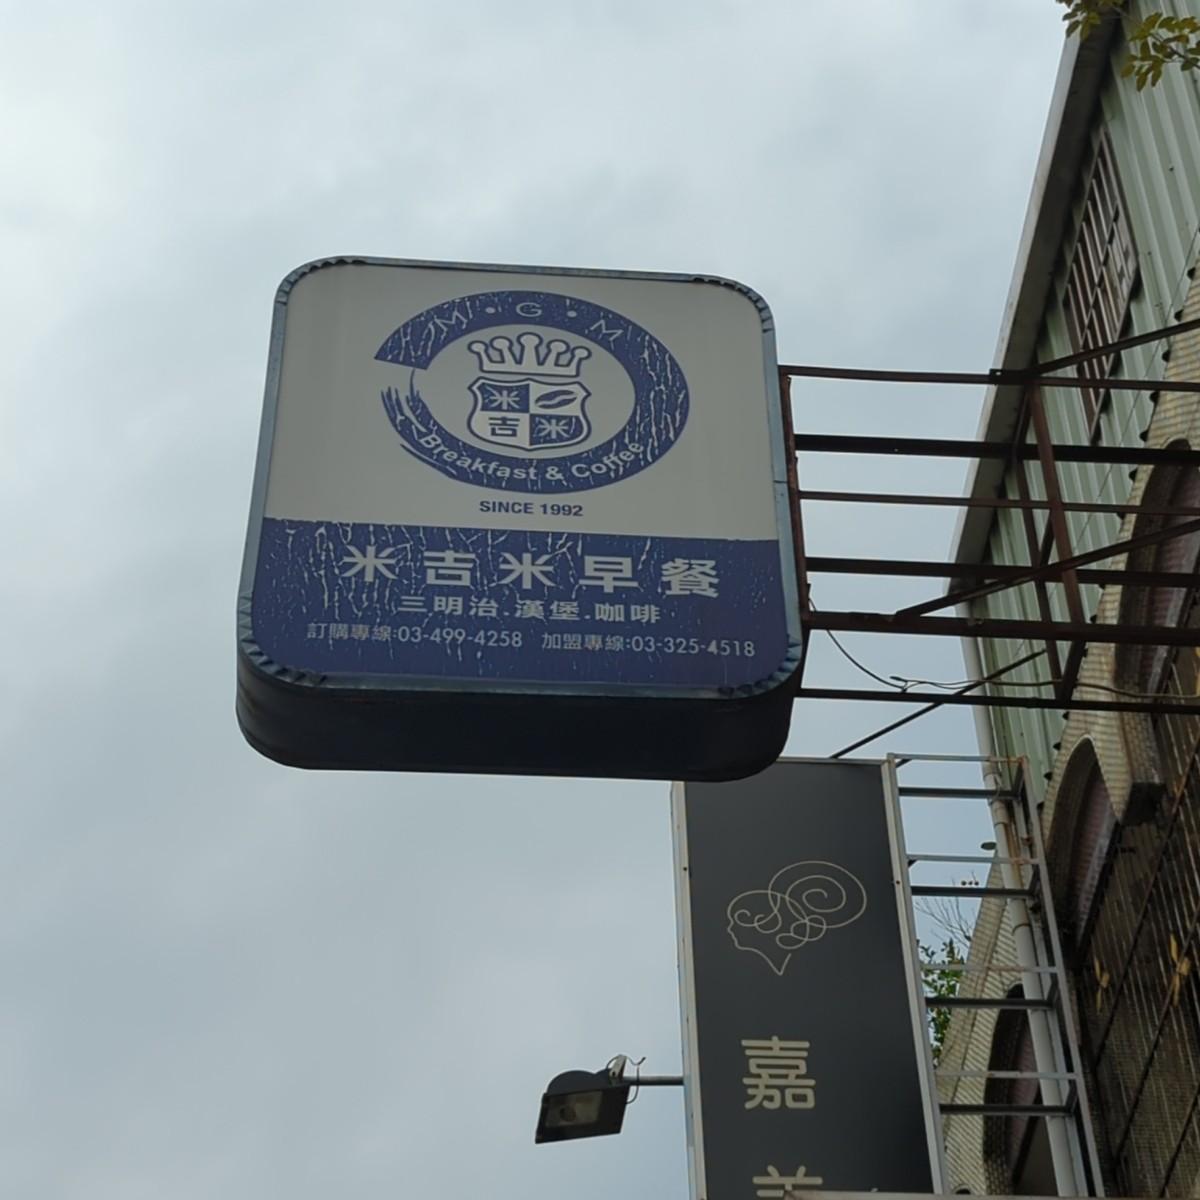 M·G·M
米
吉 米
Breakfast & Coffee
SINCE 1992
米吉米早餐
三明治.漢堡.咖啡
訂購專線:03-499-4258 加盟專線:03-325-4518
嘉